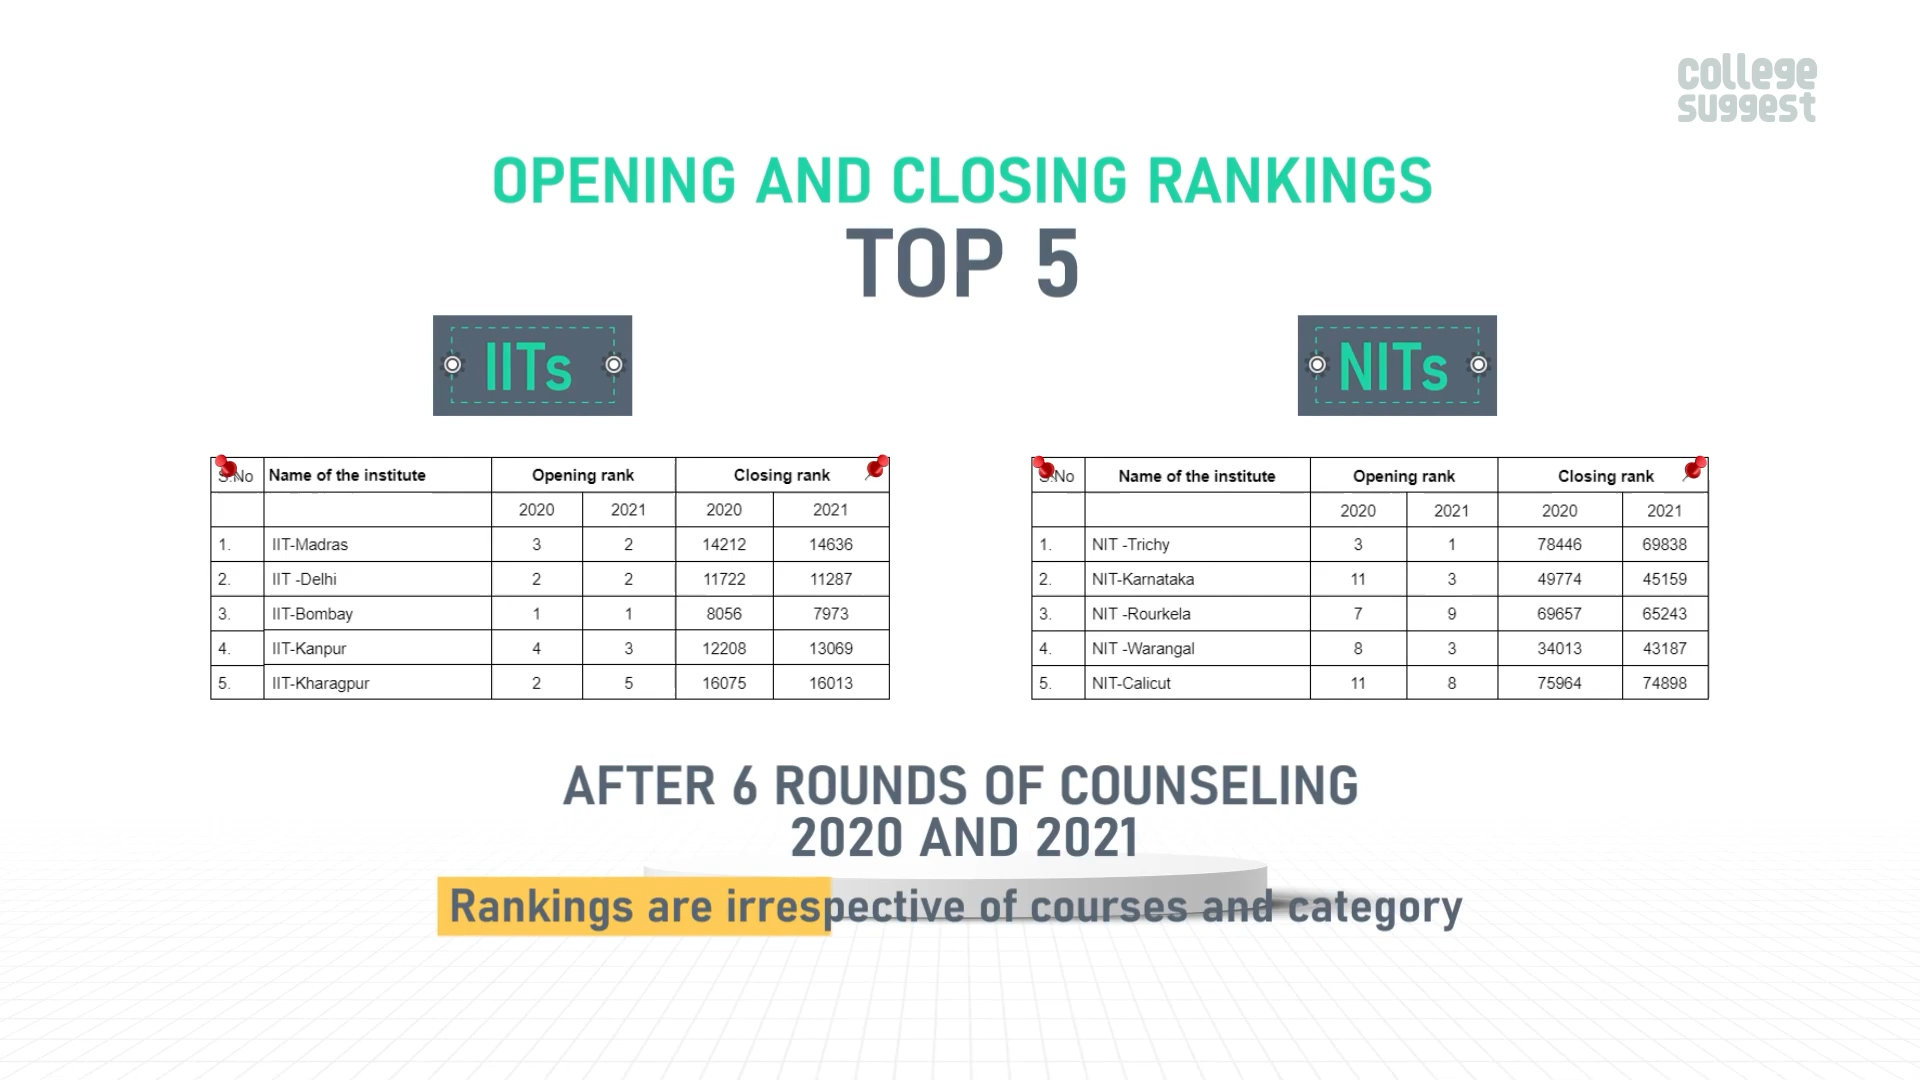 college
suggest
OPENING AND CLOSING RANKINGS
TOP 5
IITs
NITs
S.No Name of the institute Opening rank Closing rank
2020 2021 2020 2021
1. IIT-Madras 3 2 14212 14636
2. IIT -Delhi 2 2 11722 11287
3. IIT-Bombay 1 1 8056 7973
4. IIT-Kanpur 4 3 12208 13069
5. IIT-Kharagpur 2 5 16075 16013
S.No Name of the institute Opening rank Closing rank
2020 2021 2020 2021
1. NIT -Trichy 3 1 78446 69838
2. NIT-Karnataka 11 3 49774 45159
3. NIT -Rourkela 7 9 69657 65243
4. NIT -Warangal 8 3 34013 43187
5. NIT-Calicut 11 8 75964 74898
AFTER 6 ROUNDS OF COUNSELING
2020 AND 2021
Rankings are irrespective of courses and category